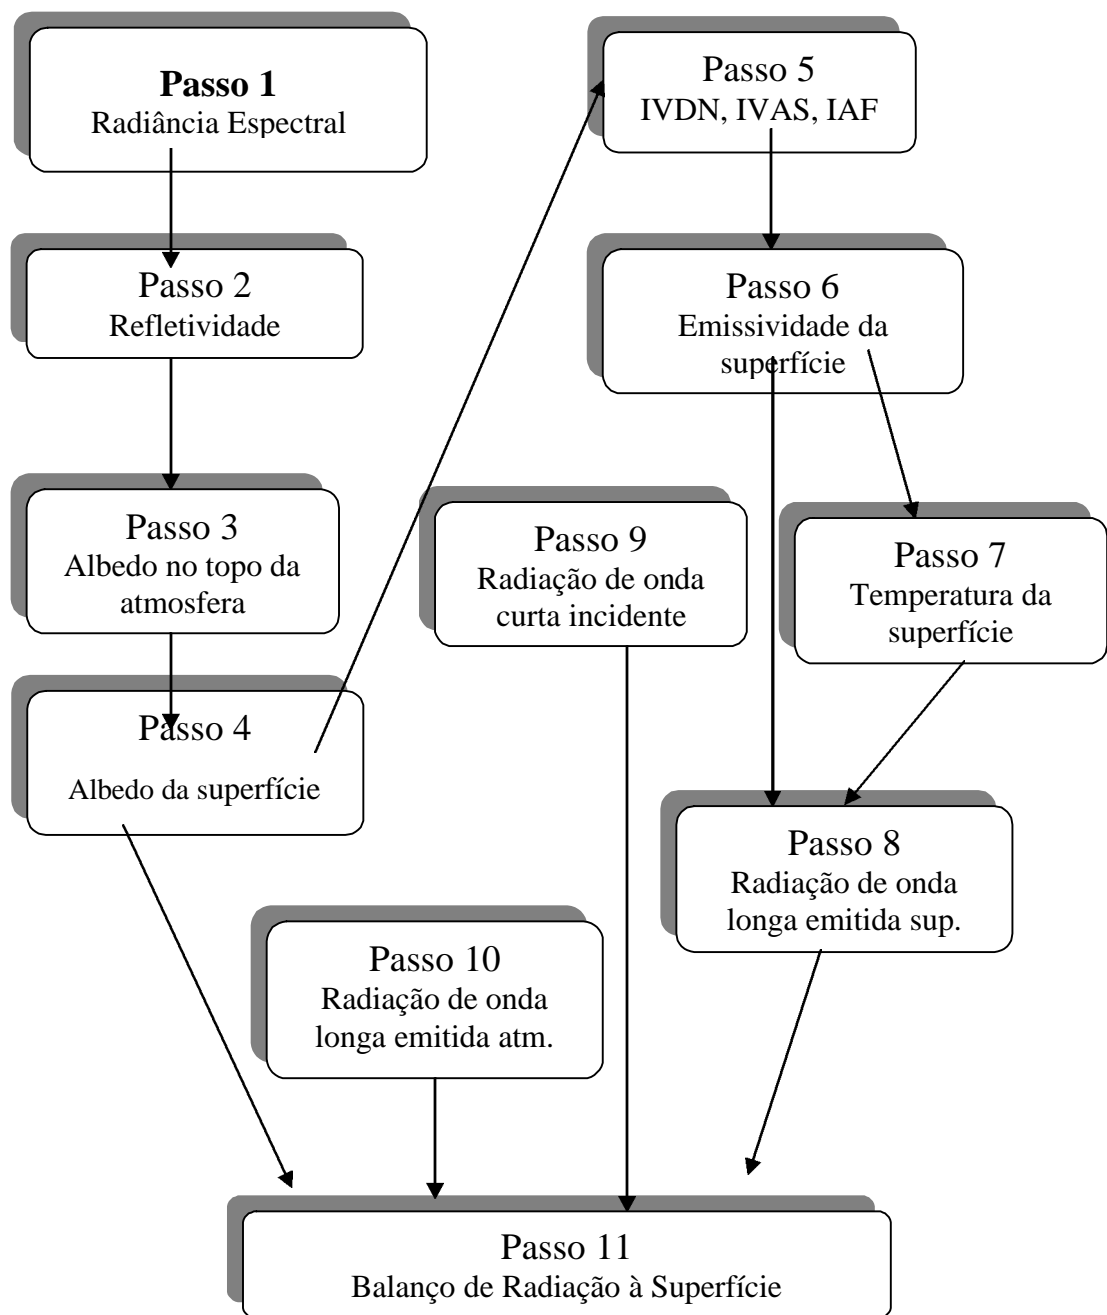 Passo 1
Radiância Espectral
Passo 2
Refletividade
Passo 3
Albedo no topo da
atmosfera
Passo 4
Albedo da superfície
Passo 5
IVDN, IVAS, IAF
Passo 6
Emissividade da
superfície
Passo 7
Temperatura da
superfície
Passo 8
Radiação de onda
longa emitida sup.
Passo 9
Radiação de onda
curta incidente
Passo 10
Radiação de onda
longa emitida atm.
Passo 11
Balanço de Radiação à Superfície